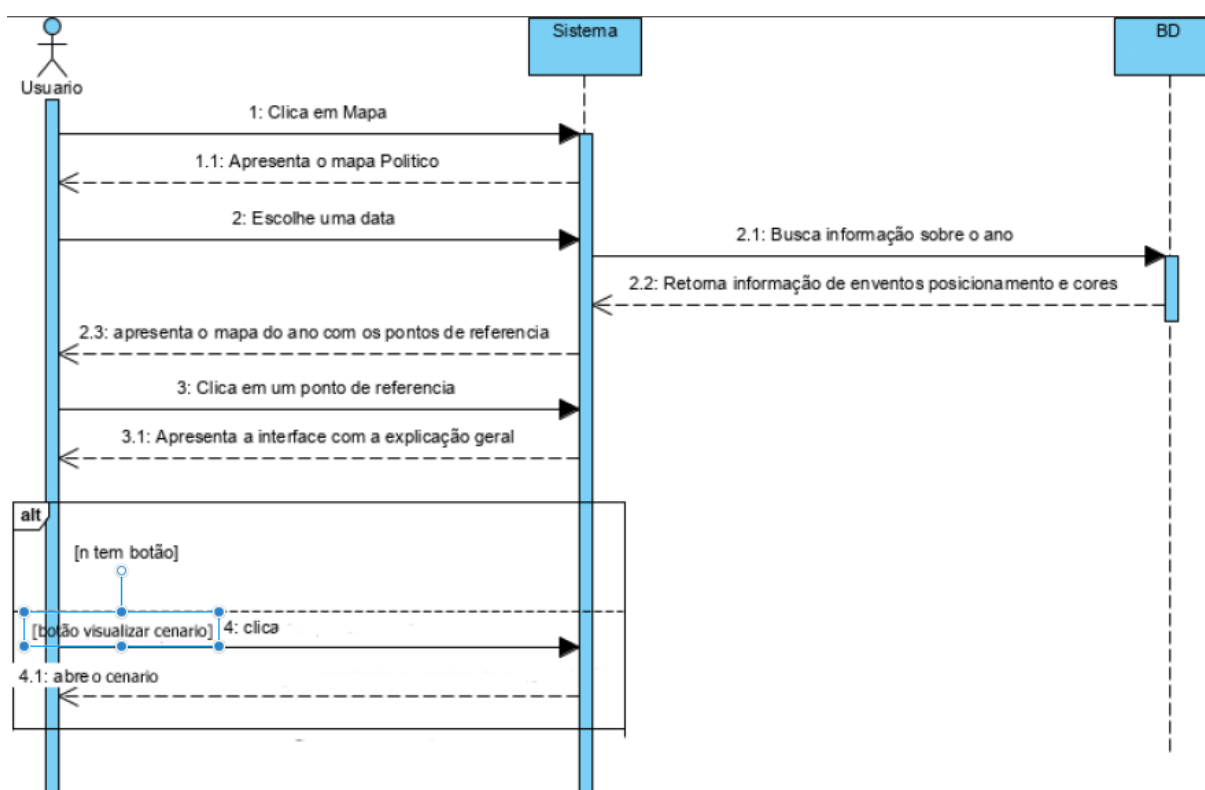 Sistema
BD
Usuario
1: Clica em Mapa
1.1: Apresenta o mapa Politico
2: Escolhe uma data
2.1: Busca informação sobre o ano
2.2: Retorna informação de enventos posicionamento e cores
2.3: apresenta o mapa do ano com os pontos de referencia
3: Clica em um ponto de referencia
3.1: Apresenta a interface com a explicação geral
alt
[n tem botão]
[botão visualizar cenario]
4: clica
4.1: abre o cenario